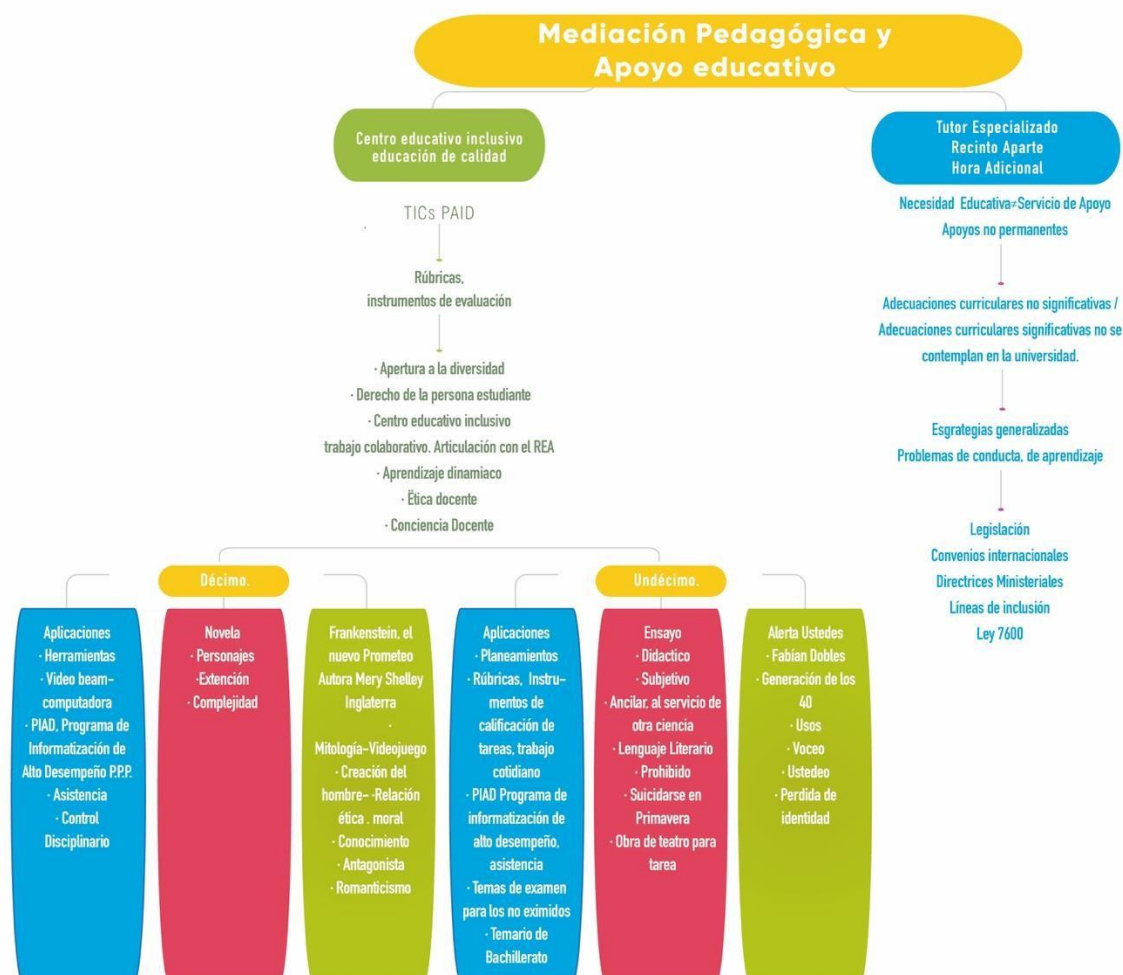 Mediación Pedagógica y
Apoyo educativo
Centro educativo inclusivo
educación de calidad
TICs PAID
Rúbricas,
instrumentos de evaluación
· Apertura a la diversidad
· Derecho de la persona estudiante
· Centro educativo inclusivo
trabajo colaborativo. Articulación con el REA
· Aprendizaje dinamiaco
· Ëtica docente
· Conciencia Docente
Tutor Especializado
Recinto Aparte
Hora Adicional
Necesidad Educativa≠Servicio de Apoyo
Apoyos no permanentes
Adecuaciones curriculares no significativas /
Adecuaciones curriculares significativas no se
contemplan en la universidad.
Esgrategias generalizadas
Problemas de conducta, de aprendizaje
Legislación
Convenios internacionales
Directrices Ministeriales
Líneas de inclusión
Ley 7600
Décimo.
Aplicaciones
· Herramientas
· Video beam-
computadora
· PIAD, Programa de
Informatización de
Alto Desempeño P.P.P.
· Asistencia
· Control
Disciplinario
Novela
· Personajes
·Extención
· Complejidad
Frankenstein, el
nuevo Prometeo
Autora Mery Shelley
Inglaterra
·
Mitología-Videojuego
· Creación del
hombre- ·Relación
ética . moral
· Conocimiento
· Antagonista
· Romanticismo
Undécimo.
Aplicaciones
· Planeamientos
· Rúbricas, Instru-
mentos de
calificación de
tareas, trabajo
cotidiano
· PIAD Programa de
informatización de
alto desempeño,
asistencia
· Temas de examen
para los no eximidos
· Temario de
Bachillerato
Ensayo
· Didactico
· Subjetivo
· Ancilar, al servicio de
otra ciencia
· Lenguaje Literario
· Prohibido
· Suicidarse en
Primavera
· Obra de teatro para
tarea
Alerta Ustedes
· Fabían Dobles
· Generación de los
40
· Usos
· Voceo
· Ustedeo
· Perdida de
identidad